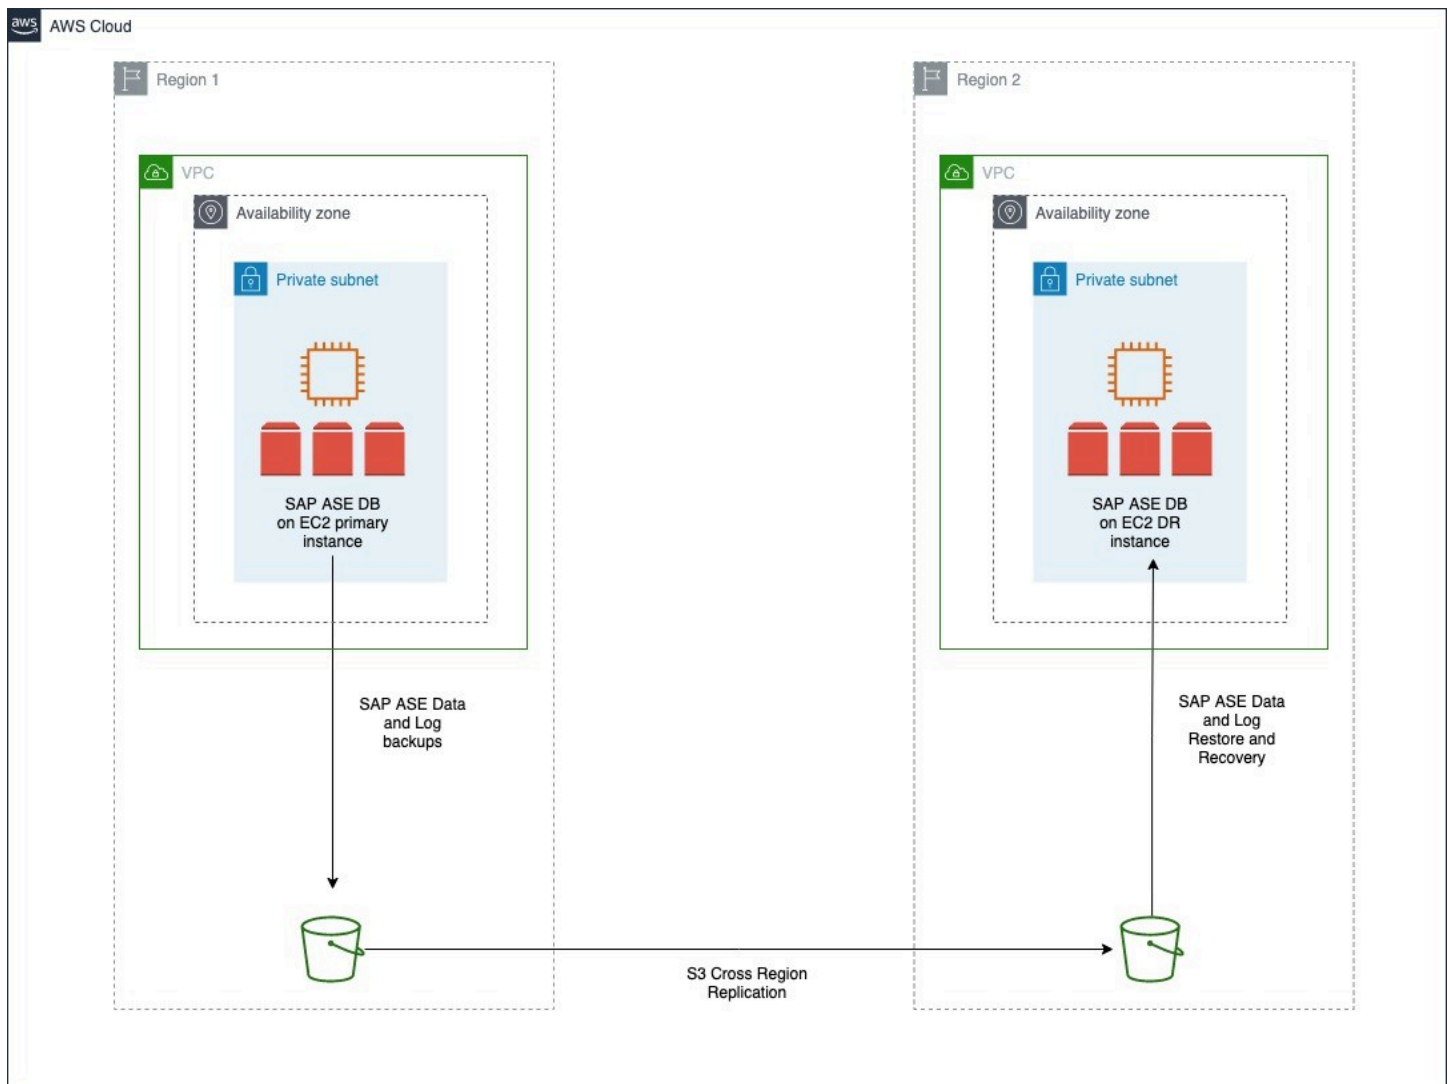 aws
AWS Cloud
Region 1
VPC
Availability zone
Private subnet
SAP ASE DB
on EC2 primary
instance
SAP ASE Data
and Log
backups
S3 Cross Region
Replication
Region 2
VPC
Availability zone
Private subnet
SAP ASE DB
on EC2 DR
instance
SAP ASE Data
and Log
Restore and
Recovery